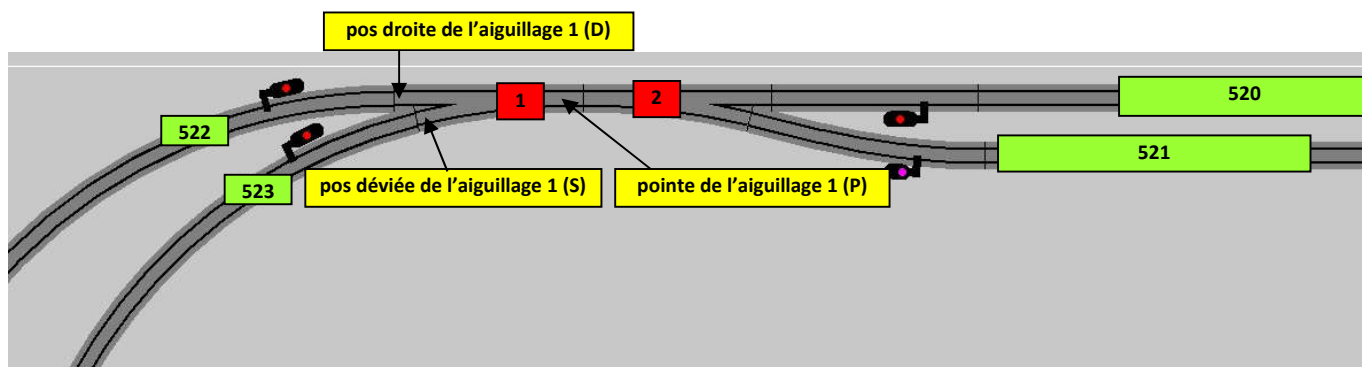 pos droite de l’aiguillage 1 (D)
1
2
520
522
521
pos déviée de l’aiguillage 1 (S)
pointe de l’aiguillage 1 (P)
523